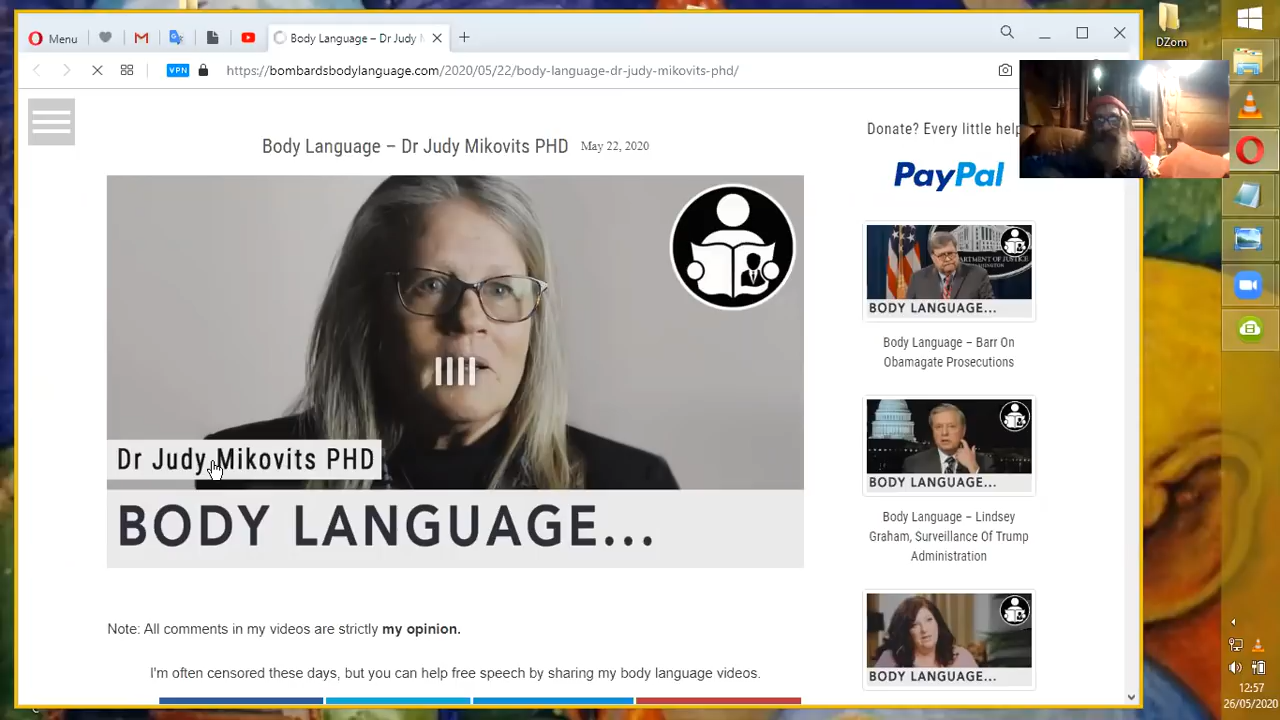 Menu
Body Language – Dr Judy M
DZom
VPN
https://bombardsbodylanguage.com/2020/05/22/body-language-dr-judy-mikovits-phd/
Body Language – Dr Judy Mikovits PHD May 22, 2020
Dr Judy Mikovits PHD
BODY LANGUAGE...
Note: All comments in my videos are strictly my opinion.
I'm often censored these days, but you can help free speech by sharing my body language videos.
Donate? Every little help
PayPal
DEPARTMENT OF JUSTICE
BODY LANGUAGE...
Body Language – Barr On
Obamagate Prosecutions
BODY LANGUAGE...
Body Language – Lindsey
Graham, Surveillance Of Trump
Administration
BODY LANGUAGE...
12:57
26/05/2020